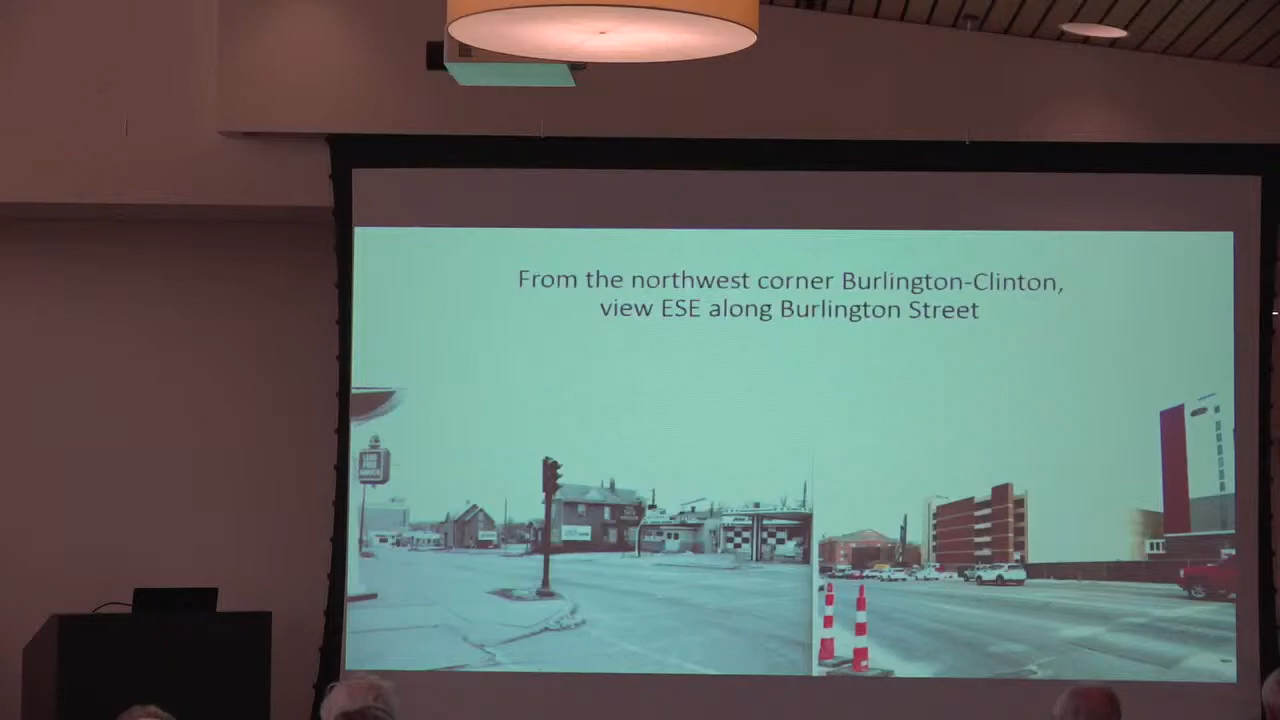 From the northwest corner Burlington-Clinton,
view ESE along Burlington Street